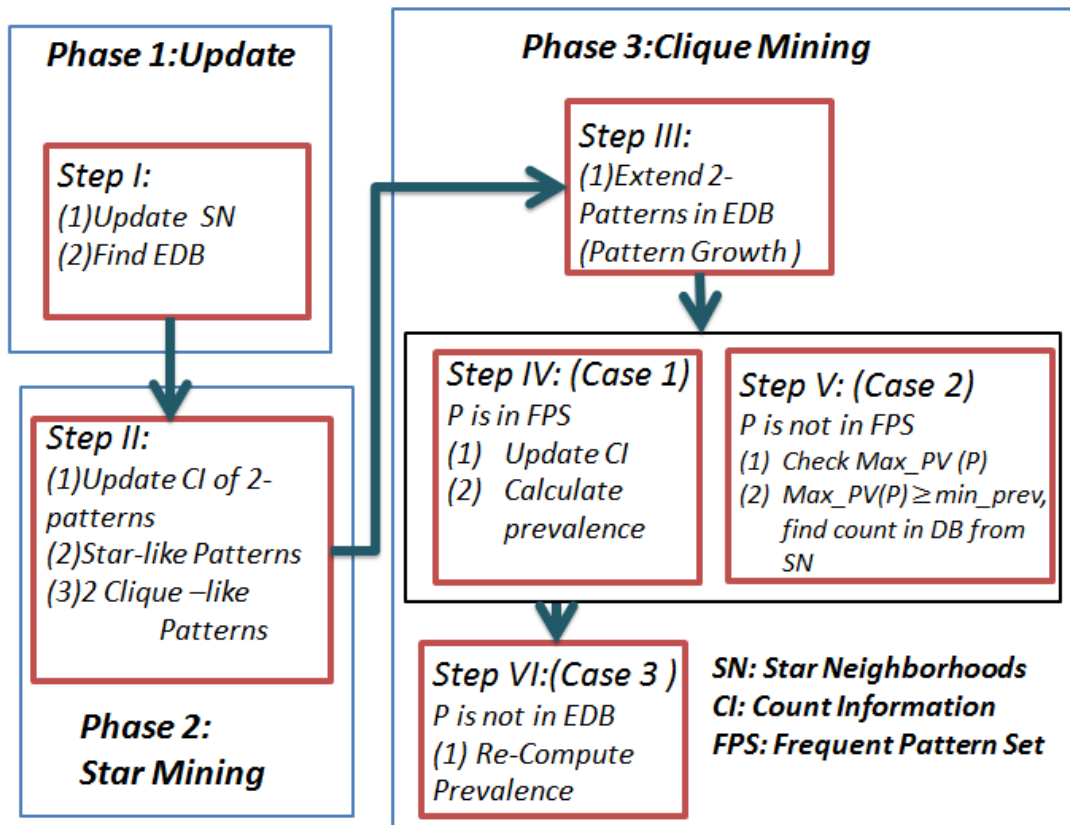 Phase 1:Update
Step I:
(1)Update SN
(2)Find EDB
Step II:
(1)Update CI of 2-
patterns
(2)Star-like Patterns
(3)2 Clique –like
Patterns
Phase 2:
Star Mining
Phase 3:Clique Mining
Step III:
(1)Extend 2-
Patterns in EDB
(Pattern Growth )
Step IV: (Case 1)
P is in FPS
(1) Update CI
(2) Calculate
prevalence
Step V: (Case 2)
P is not in FPS
(1) Check Max_PV (P)
(2) Max_PV(P) ≥ min_prev,
find count in DB from
SN
Step VI:(Case 3 )
P is not in EDB
(1) Re-Compute
Prevalence
SN: Star Neighborhoods
CI: Count Information
FPS: Frequent Pattern Set